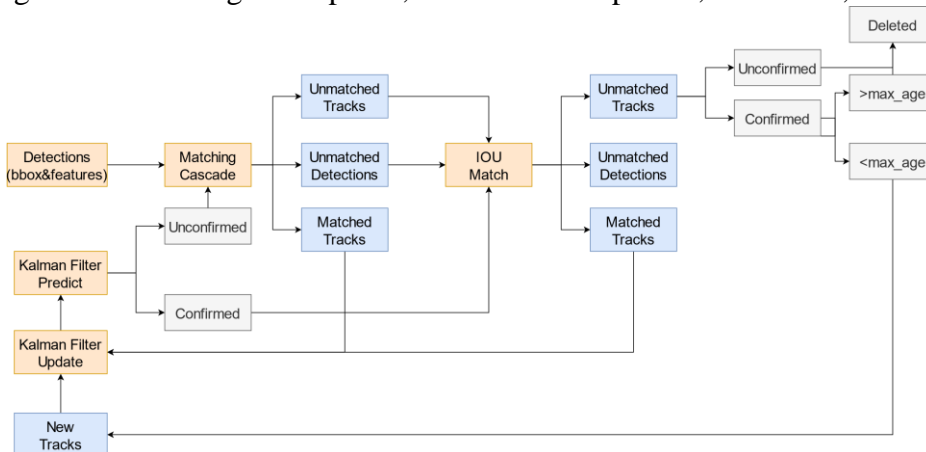 Deleted
Unconfirmed
Unmatched
Tracks
Unmatched
Tracks
>max_age
Confirmed
Detections
(bbox&features)
Matching
Cascade
Unmatched
Detections
IOU
Match
Unmatched
Detections
<max_age
Unconfirmed
Matched
Tracks
Matched
Tracks
Kalman Filter
Predict
Confirmed
Kalman Filter
Update
New
Tracks